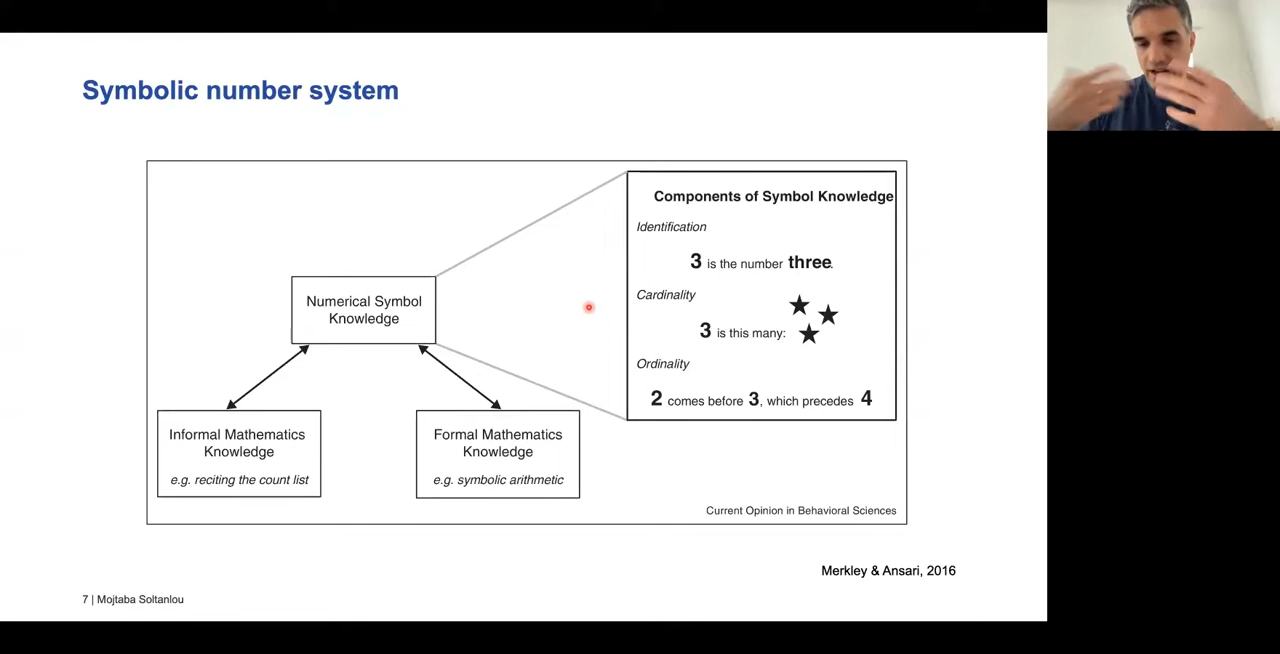 Symbolic number system
Components of Symbol Knowledge
Identification
3 is the number three.
Cardinality
3 is this many:
Ordinality
2 comes before 3, which precedes 4
Numerical Symbol
Knowledge
Informal Mathematics
Knowledge
e.g. reciting the count list
Formal Mathematics
Knowledge
e.g. symbolic arithmetic
Current Opinion in Behavioral Sciences
Merkley & Ansari, 2016
7 | Mojtaba Soltanlou